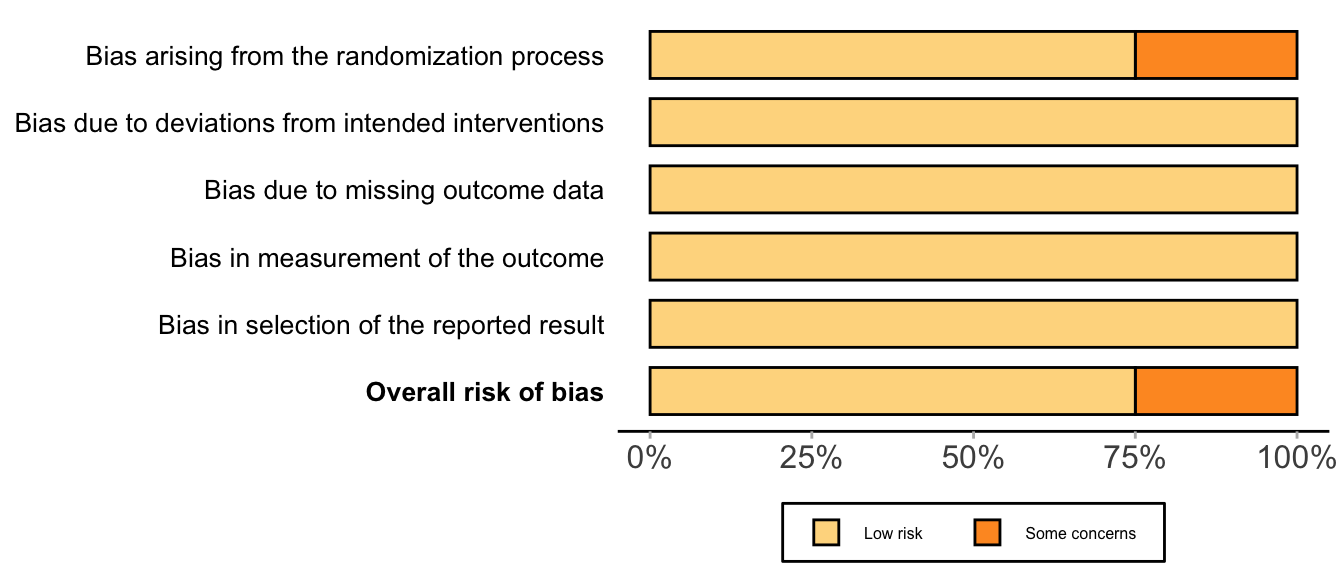 Bias arising from the randomization process
Bias due to deviations from intended interventions
Bias due to missing outcome data
Bias in measurement of the outcome
Bias in selection of the reported result
Overall risk of bias
0% 25% 50% 75% 100%
Low risk Some concerns